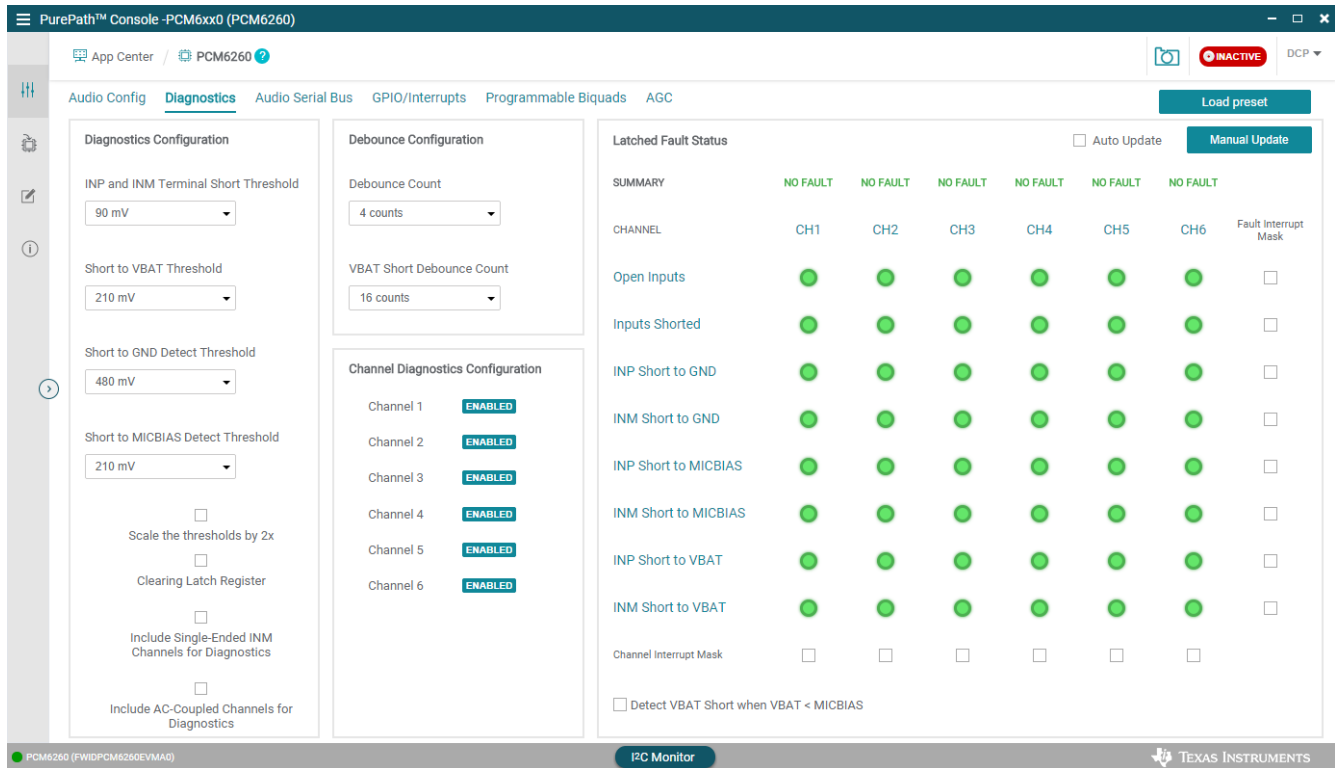 PurePath™ Console -PCM6xx0 (PCM6260)
App Center / PCM6260 ?
INACTIVE
DCP
Audio Config Diagnostics Audio Serial Bus GPIO/Interrupts Programmable Biquads AGC
Load preset
Diagnostics Configuration
INP and INM Terminal Short Threshold
90 mV
Short to VBAT Threshold
210 mV
Short to GND Detect Threshold
480 mV
Short to MICBIAS Detect Threshold
210 mV
Scale the thresholds by 2x
Clearing Latch Register
Include Single-Ended INM
Channels for Diagnostics
Include AC-Coupled Channels for
Diagnostics
Debounce Configuration
Debounce Count
4 counts
VBAT Short Debounce Count
16 counts
Channel Diagnostics Configuration
Channel 1 ENABLED
Channel 2 ENABLED
Channel 3 ENABLED
Channel 4 ENABLED
Channel 5 ENABLED
Channel 6 ENABLED
Latched Fault Status
Auto Update
Manual Update
SUMMARY NO FAULT NO FAULT NO FAULT NO FAULT NO FAULT NO FAULT
CHANNEL CH1 CH2 CH3 CH4 CH5 CH6 Fault Interrupt
Mask
Open Inputs
Inputs Shorted
INP Short to GND
INM Short to GND
INP Short to MICBIAS
INM Short to MICBIAS
INP Short to VBAT
INM Short to VBAT
Channel Interrupt Mask
Detect VBAT Short when VBAT < MICBIAS
PCM6260 (FWIDPCM6260EVMA0)
I²C Monitor
TEXAS INSTRUMENTS